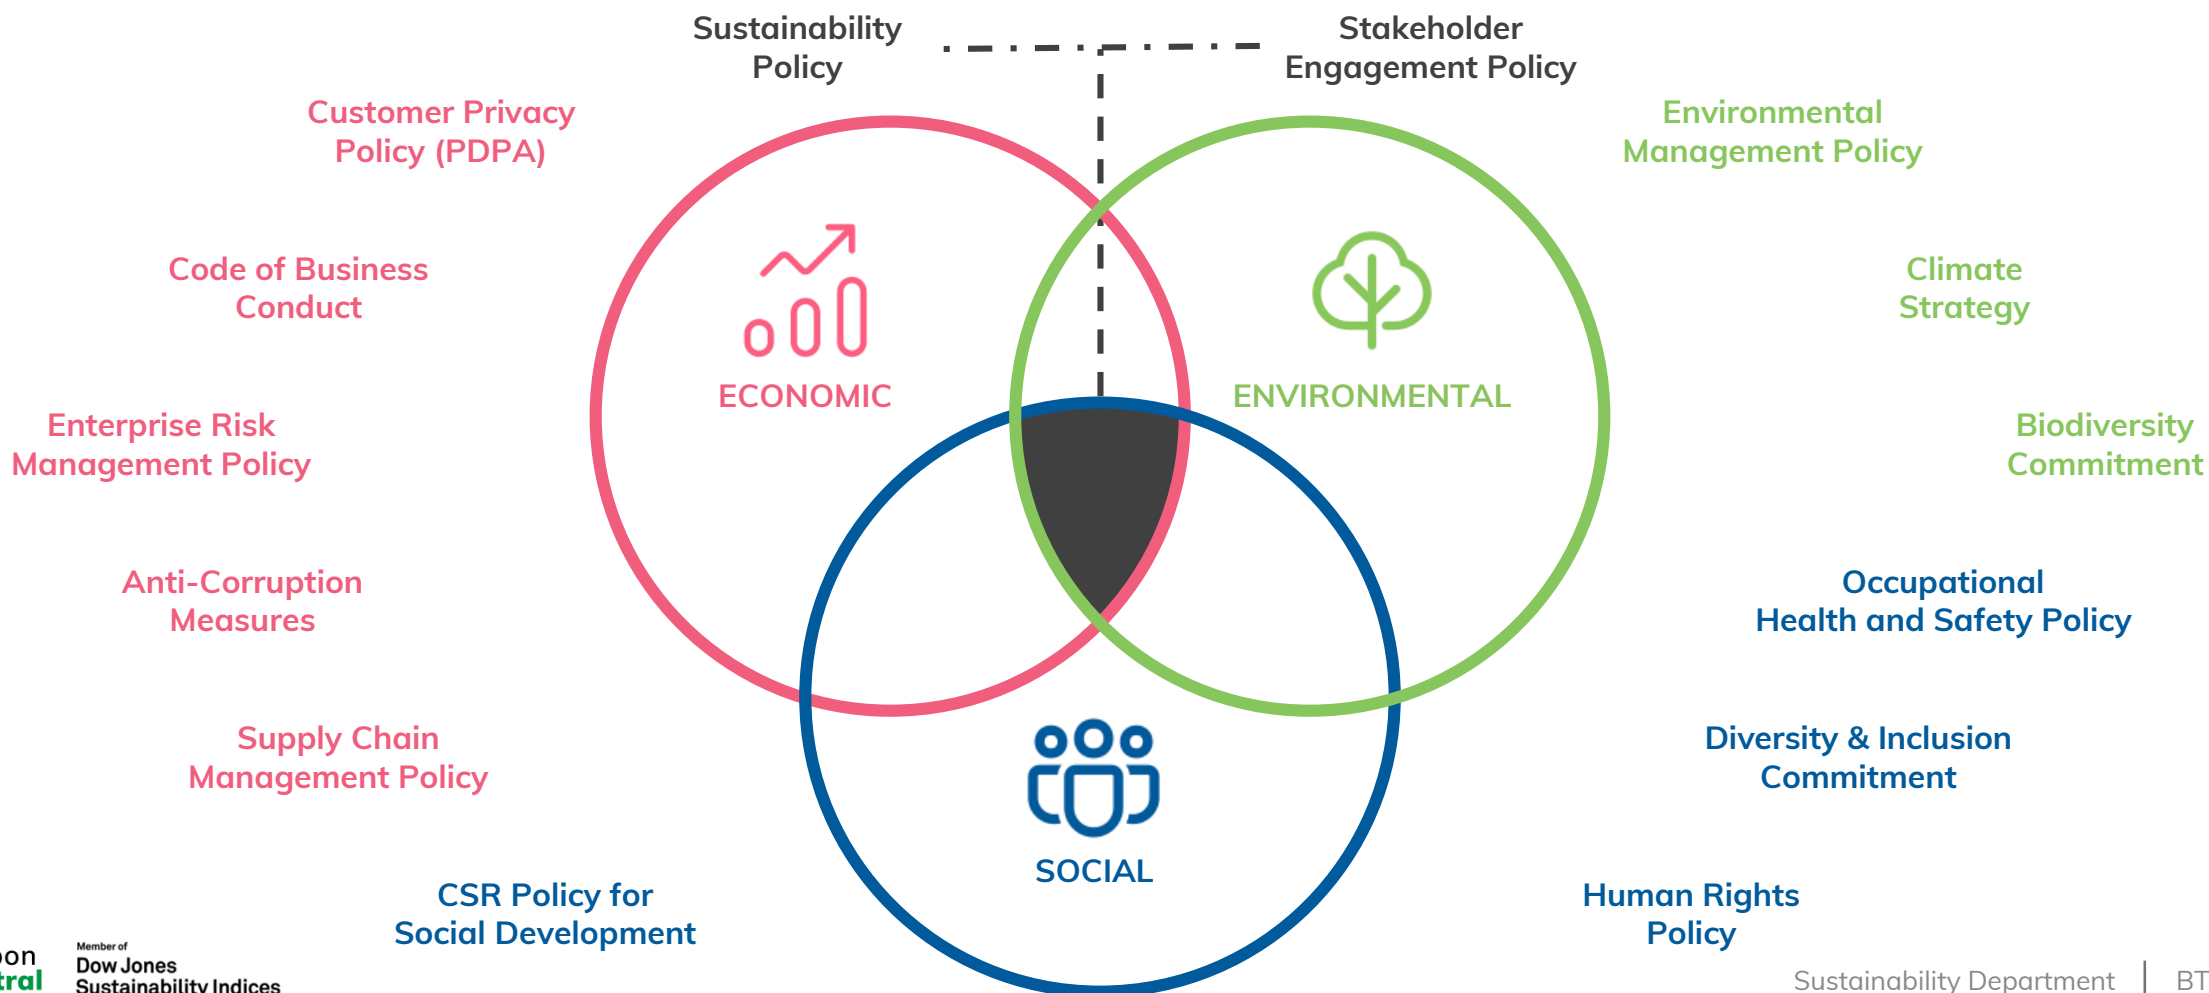 Sustainability
Policy
Stakeholder
Engagement Policy
Customer Privacy
Policy (PDPA)
Environmental
Management Policy
Code of Business
Conduct
Climate
Strategy
ECONOMIC
ENVIRONMENTAL
Enterprise Risk
Management Policy
Biodiversity
Commitment
Anti-Corruption
Measures
Occupational
Health and Safety Policy
Supply Chain
Management Policy
Diversity & Inclusion
Commitment
SOCIAL
CSR Policy for
Social Development
Human Rights
Policy
Member of
Dow Jones
Sustainability Indices
Sustainability Department | BT